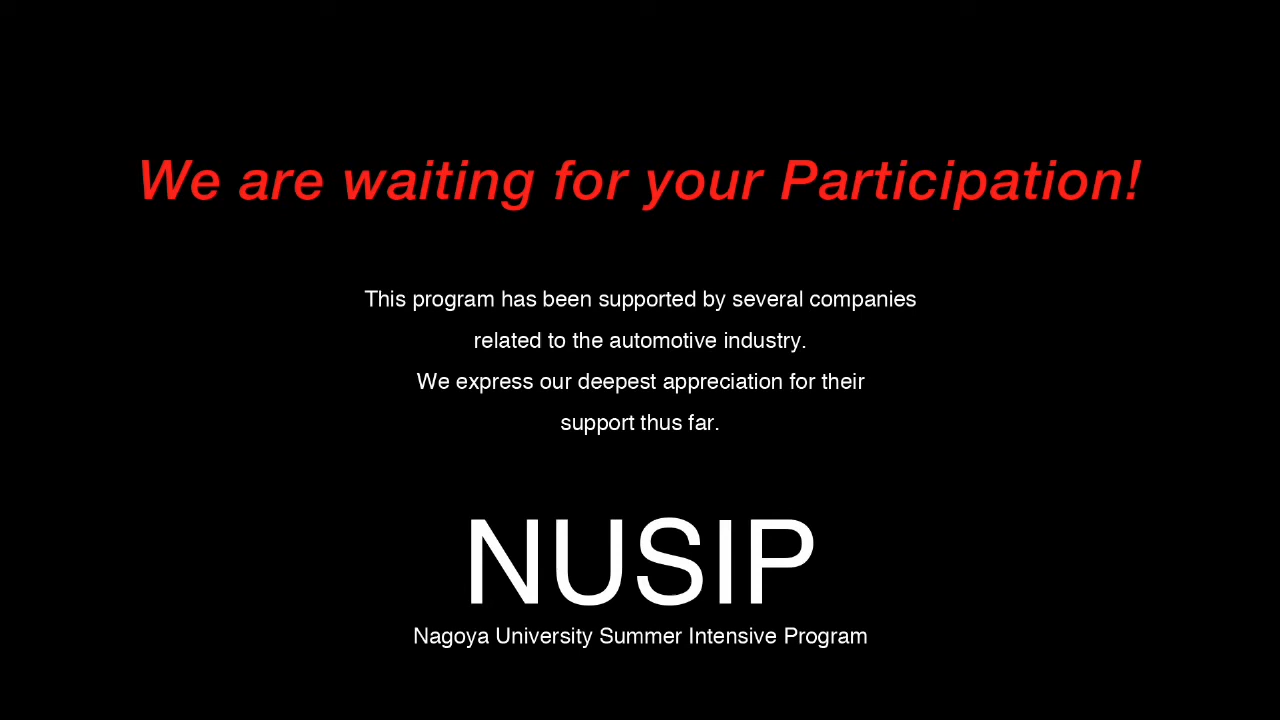 We are waiting for your Participation!
This program has been supported by several companies
related to the automotive industry.
We express our deepest appreciation for their
support thus far.
NUSIP
Nagoya University Summer Intensive Program